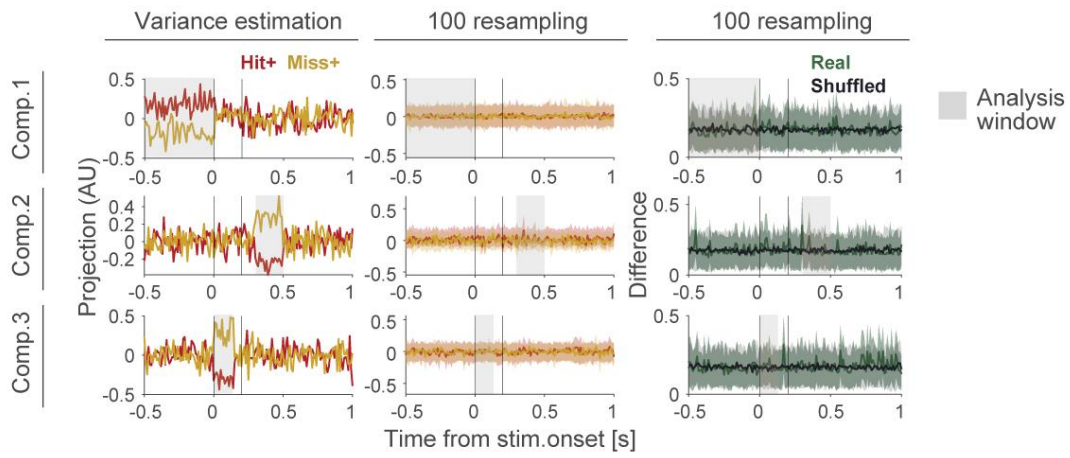 Variance estimation
100 resampling
100 resampling
Hit+ Miss+
Real
Shuffled
Analysis
window
Comp.1
Comp.2
Comp.3
Projection (AU)
Difference
0.5
0
-0.5
-0.5 0 0.5 1
0.5
0
-0.5
-0.5 0 0.5 1
0.5
0
-0.5 0 0.5 1
0.4
0.2
0
-0.2
-0.5 0 0.5 1
0.5
0
-0.5
-0.5 0 0.5 1
0.5
0
-0.5 0 0.5 1
0.5
0
-0.5
-0.5 0 0.5 1
0.5
0
-0.5
-0.5 0 0.5 1
0.5
0
-0.5 0 0.5 1
Time from stim.onset [s]